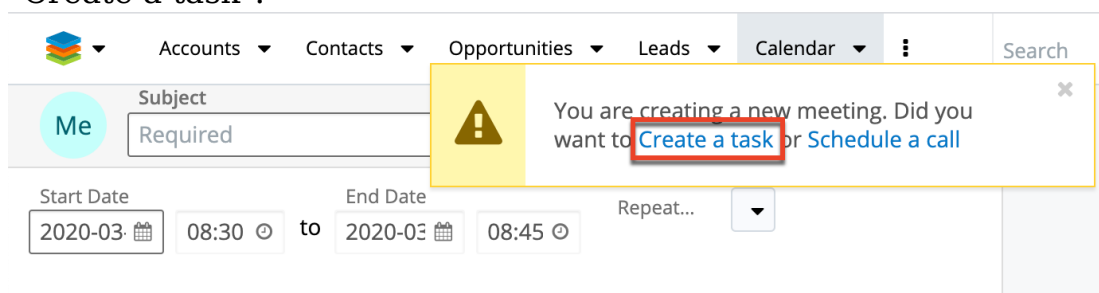 Create a task".
Accounts Contacts Opportunities Leads Calendar Search
Subject
Me
Required
You are creating a new meeting. Did you
want to Create a task or Schedule a call
Start Date End Date Repeat...
2020-03- 08:30 to 2020-03 08:45